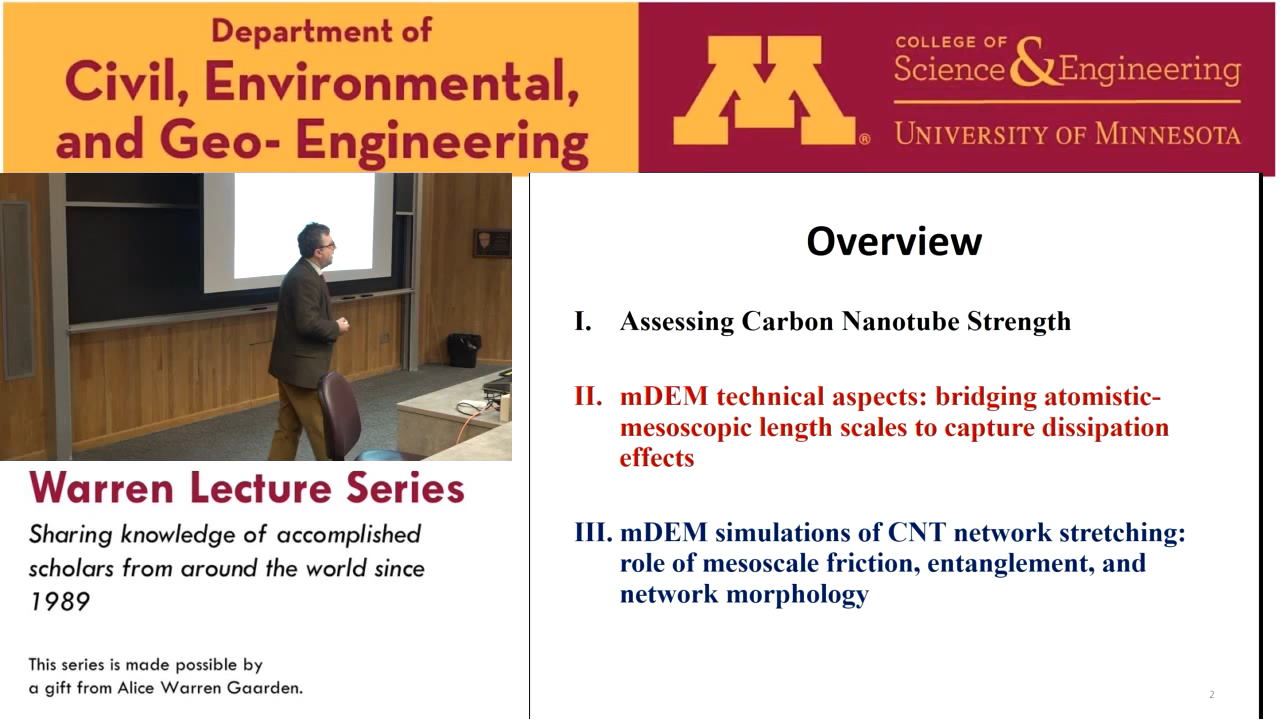 Department of
Civil, Environmental,
and Geo- Engineering
M®
COLLEGE OF
Science & Engineering
UNIVERSITY OF MINNESOTA
Overview
I. Assessing Carbon Nanotube Strength
II. mDEM technical aspects: bridging atomistic-
mesoscopic length scales to capture dissipation
effects
III. mDEM simulations of CNT network stretching:
role of mesoscale friction, entanglement, and
network morphology
2
Warren Lecture Series
Sharing knowledge of accomplished
scholars from around the world since
1989
This series is made possible by
a gift from Alice Warren Gaarden.